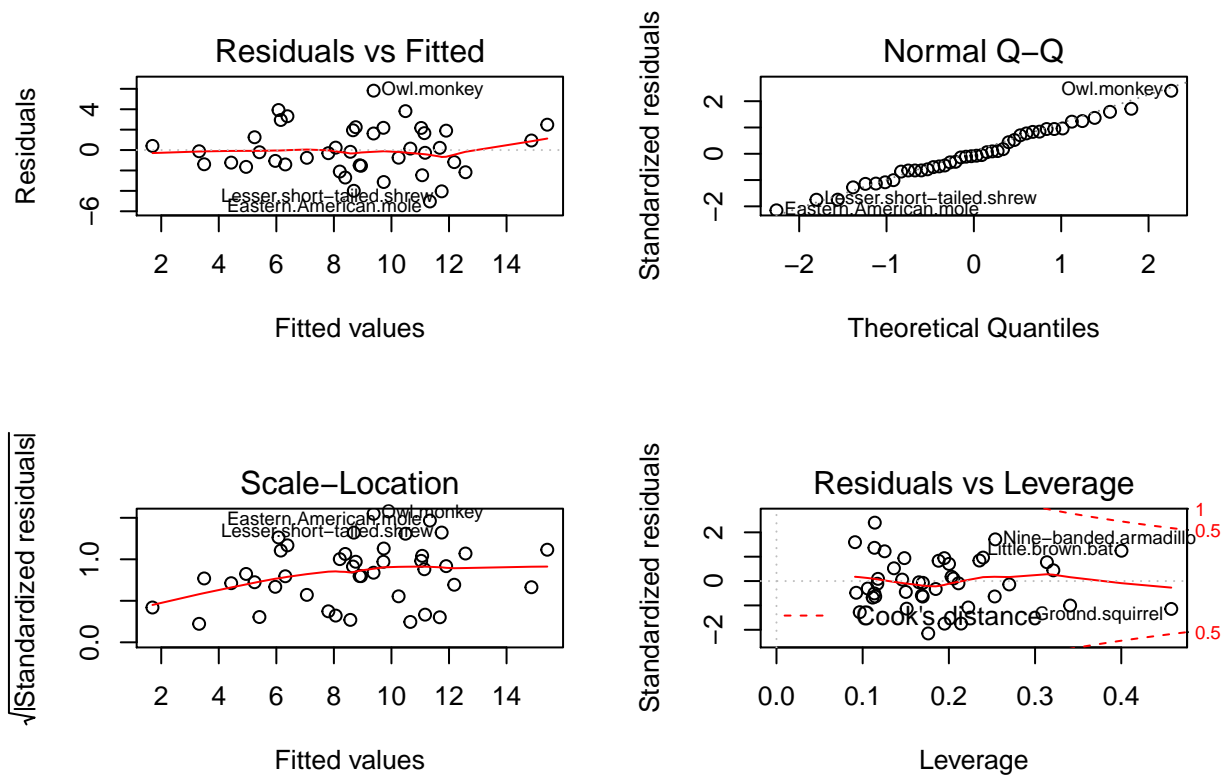 Residuals vs Fitted
Residuals
4
0
−6
Owl.monkey
Lesser.short−tailed.shrew
Eastern.American.mole
2 4 6 8 10 12 14
Fitted values
Normal Q−Q
Standardized residuals
2
0
−2
Owl.monkey
Lesser.short−tailed.shrew
Eastern.American.mole
−2 −1 0 1 2
Theoretical Quantiles
Scale−Location
√|Standardized residuals|
1.0
0.0
Owl.monkey
Eastern.American.mole
Lesser.short−tailed.shrew
2 4 6 8 10 12 14
Fitted values
Residuals vs Leverage
Standardized residuals
2
0
−2
1
0.5
0.5
Nine−banded.armadillo
Little.brown.bat
Ground.squirrel
Cook's distance
0.0 0.1 0.2 0.3 0.4
Leverage